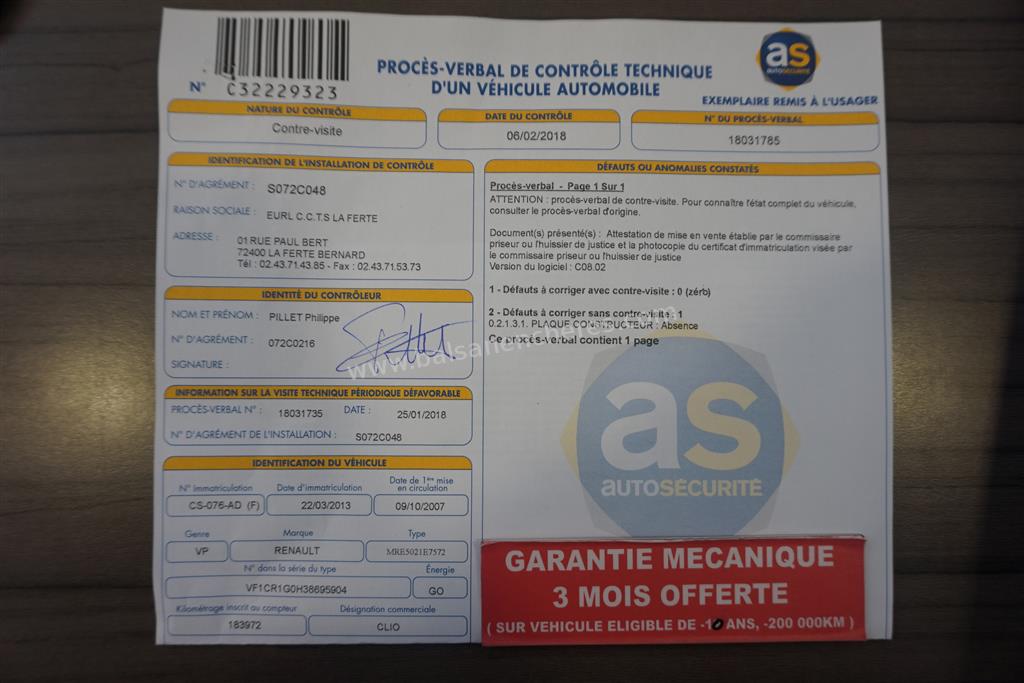 N° C32229323
PROCÈS-VERBAL DE CONTRÔLE TECHNIQUE
D'UN VÉHICULE AUTOMOBILE
as
autosécurité
EXEMPLAIRE REMIS À L'USAGER
NATURE DU CONTRÔLE
Contre-visite
DATE DU CONTRÔLE
06/02/2018
N° DU PROCÈS-VERBAL
18031785
IDENTIFICATION DE L'INSTALLATION DE CONTRÔLE
N° D'AGRÉMENT : S072C048
RAISON SOCIALE : EURL C.C.T.S LA FERTE
ADRESSE : 01 RUE PAUL BERT
72400 LA FERTE BERNARD
Tél : 02.43.71.43.85 - Fax : 02.43.71.53.73
IDENTITÉ DU CONTRÔLEUR
NOM ET PRÉNOM : PILLET Philippe
N° D'AGRÉMENT : 072C0216
SIGNATURE :
INFORMATION SUR LA VISITE TECHNIQUE PÉRIODIQUE DÉFAVORABLE
PROCÈS-VERBAL N° : 18031735 DATE : 25/01/2018
N° D'AGRÉMENT DE L'INSTALLATION : S072C048
IDENTIFICATION DU VÉHICULE
N° Immatriculation Date d'immatriculation Date de 1ère mise
en circulation
CS-076-AD (F) 22/03/2013 09/10/2007
Genre Marque Type
VP RENAULT MRE5021E7572
N° dans la série du type Énergie
VF1CR1G0H38695904 GO
Kilométrage inscrit au compteur Désignation commerciale
183972 CLIO
DÉFAUTS OU ANOMALIES CONSTATÉS
Procès-verbal - Page 1 Sur 1
ATTENTION : procès-verbal de contre-visite. Pour connaître l'état complet du véhicule,
consulter le procès-verbal d'origine.
Document(s) présenté(s) : Attestation de mise en vente établie par le commissaire
priseur ou l'huissier de justice et la photocopie du certificat d'immatriculation visée par
le commissaire priseur ou l'huissier de justice
Version du logiciel : C08.02
1 - Défauts à corriger avec contre-visite : 0 (zérb)
2 - Défauts à corriger sans contre-visite : 1
0.2.1.3.1. PLAQUE CONSTRUCTEUR : Absence
Ce procès-verbal contient 1 page
www.balsanencheres.com
as
AUTOSÉCURITÉ
GARANTIE MECANIQUE
3 MOIS OFFERTE
( SUR VEHICULE ELIGIBLE DE -10 ANS, -200 000KM )